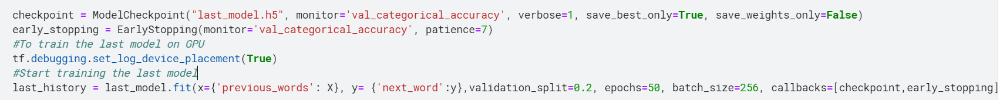 checkpoint = ModelCheckpoint("last_model.h5", monitor='val_categorical_accuracy', verbose=1, save_best_only=True, save_weights_only=False)
early_stopping = EarlyStopping(monitor='val_categorical_accuracy', patience=7)
#To train the last model on GPU
tf.debugging.set_log_device_placement(True)
#Start training the last model
last_history = last_model.fit(x={'previous_words': X}, y= {'next_word':y},validation_split=0.2, epochs=50, batch_size=256, callbacks=[checkpoint,early_stopping]